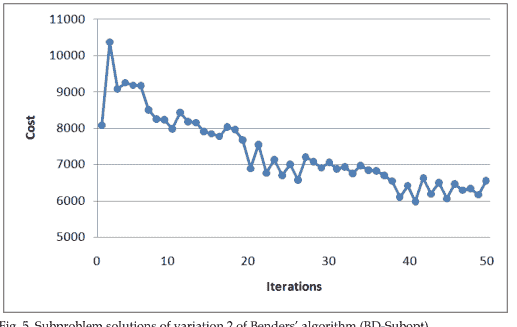 11000
10000
9000
8000
7000
6000
5000
Cost
0 10 20 30 40 50
Iterations
Fig. 5. Subproblem solutions of variation 2 of Benders' algorithm (BD-Subopt)